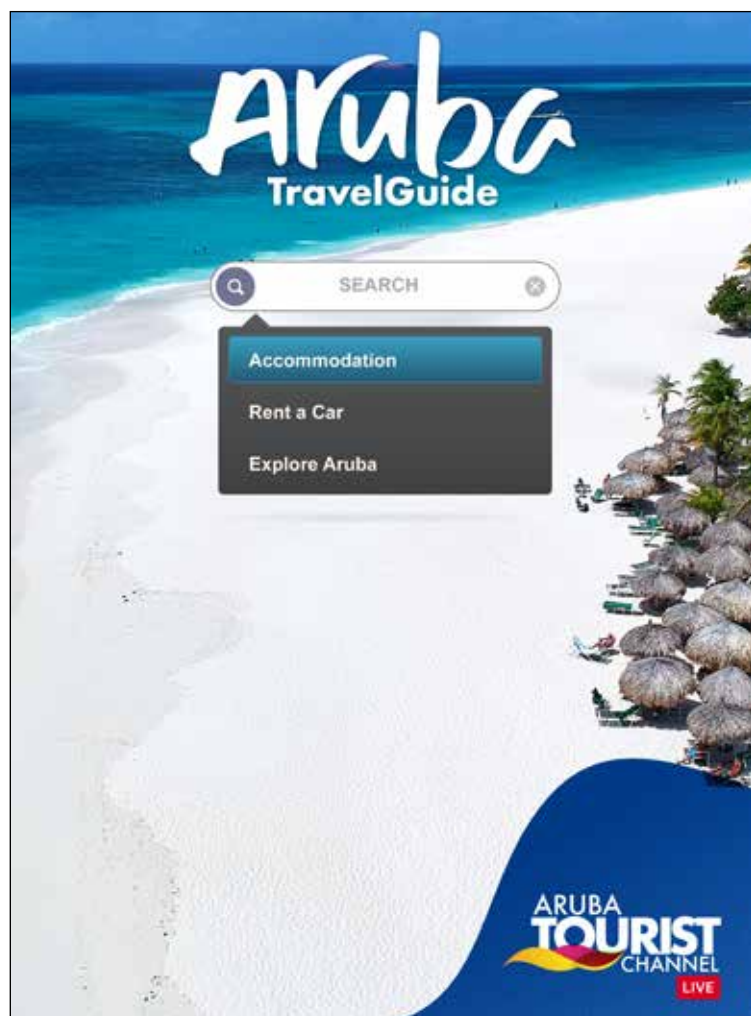 Aruba
TravelGuide
SEARCH
Accommodation
Rent a Car
Explore Aruba
ARUBA
TOURIST
CHANNEL
LIVE